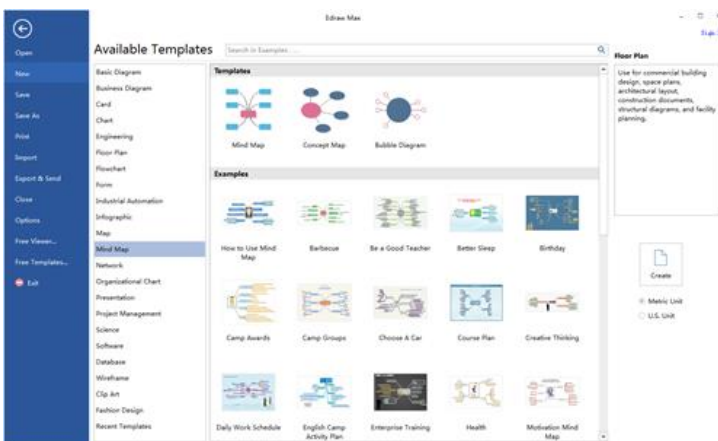 Edraw Max
Open
New
Save
Save As
Print
Import
Export & Send
Close
Options
Free Viewer...
Free Templates...
Exit
Available Templates
Search in Examples ...
Basic Diagram
Business Diagram
Card
Chart
Engineering
Floor Plan
Flowchart
Form
Industrial Automation
Infographic
Map
Mind Map
Network
Organizational Chart
Presentation
Project Management
Science
Software
Database
Wireframe
Clip Art
Fashion Design
Recent Templates
Templates
Mind Map
Concept Map
Bubble Diagram
Examples
How to Use Mind
Map
Barbecue
Be a Good Teacher
Better Sleep
Birthday
Camp Awards
Camp Groups
Choose A Car
Course Plan
Creative Thinking
Daily Work Schedule
English Camp
Activity Plan
Enterprise Training
Health
Motivation Mind
Map
Floor Plan
Use for commercial building
design, space plans,
architectural layout,
construction documents,
structural diagrams, and facility
planning.
Create
Metric Unit
U.S. Unit